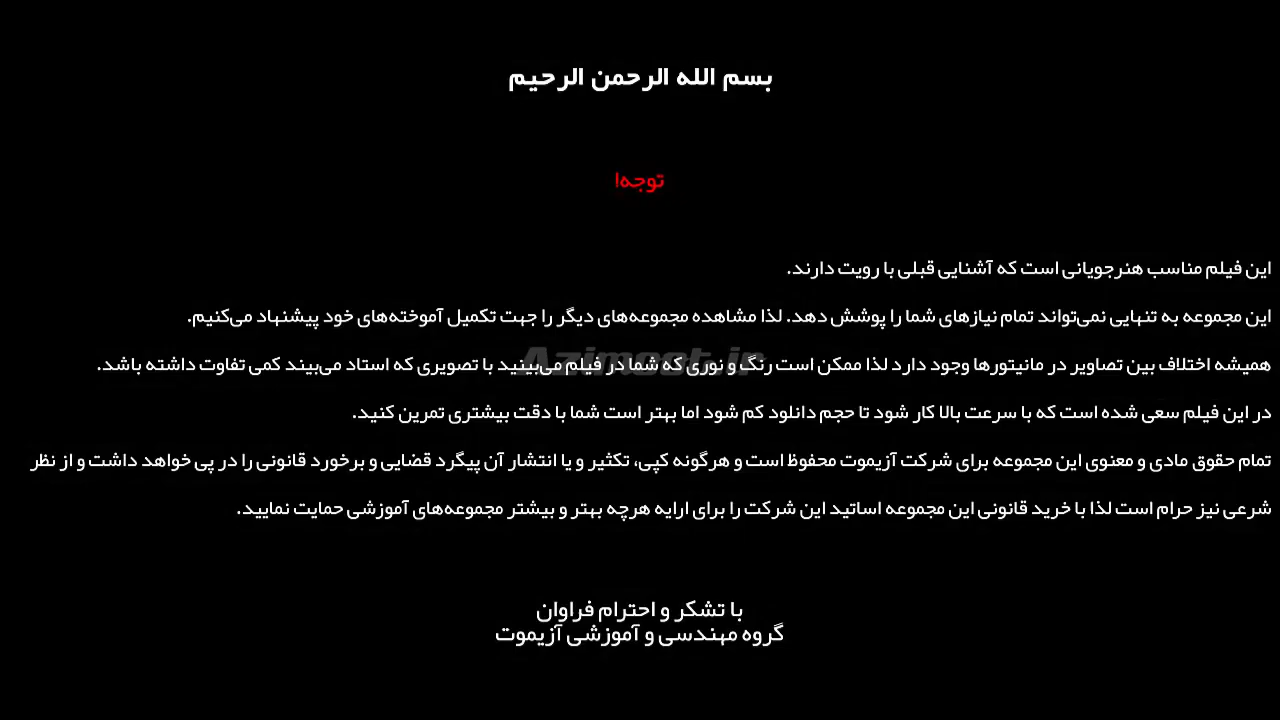 بسم الله الرحمن الرحیم
توجه!
این فیلم مناسب هنرجویانی است که آشنایی قبلی با رویت دارند.
این مجموعه به تنهایی نمی‌تواند تمام نیازهای شما را پوشش دهد. لذا مشاهده مجموعه‌های دیگر را جهت تکمیل آموخته‌های خود پیشنهاد می‌کنیم.
Azimoot.ir
همیشه اختلاف بین تصاویر در مانیتورها وجود دارد لذا ممکن است رنگ و نوری که شما در فیلم می‌بینید با تصویری که استاد می‌بیند کمی تفاوت داشته باشد.
در این فیلم سعی شده است که با سرعت بالا کار شود تا حجم دانلود کم شود اما بهتر است شما با دقت بیشتری تمرین کنید.
تمام حقوق مادی و معنوی این مجموعه برای شرکت آزیموت محفوظ است و هرگونه کپی، تکثیر و یا انتشار آن پیگرد قضایی و برخورد قانونی را در پی خواهد داشت و از نظر
شرعی نیز حرام است لذا با خرید قانونی این مجموعه اساتید این شرکت را برای ارایه هرچه بهتر و بیشتر مجموعه‌های آموزشی حمایت نمایید.
با تشکر و احترام فراوان
گروه مهندسی و آموزشی آزیموت